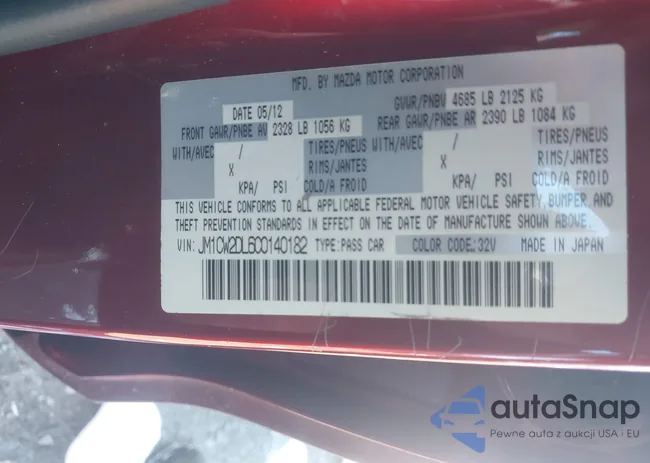 MFD. BY MAZDA MOTOR CORPORATION
DATE 05/12 GVWR/PNBV 4685 LB 2125 KG
FRONT GAWR/PNBE AV 2328 LB 1056 KG REAR GAWR/PNBE AR 2390 LB 1084 KG
WITH/AVEC / TIRES/PNEUS WITH/AVEC / TIRES/PNEUS
X RIMS/JANTES X RIMS/JANTES
KPA/ PSI COLD/A FROID KPA/ PSI COLD/A FROID
THIS VEHICLE CONFORMS TO ALL APPLICABLE FEDERAL MOTOR VEHICLE SAFETY, BUMPER, AND
THEFT PREVENTION STANDARDS IN EFFECT ON THE DATE OF MANUFACTURE SHOWN ABOVE.
VIN: JM1CW2DL6C0140182 TYPE: PASS CAR COLOR CODE: 32V MADE IN JAPAN
autoSnap
Pewne auta z aukcji USA i EU